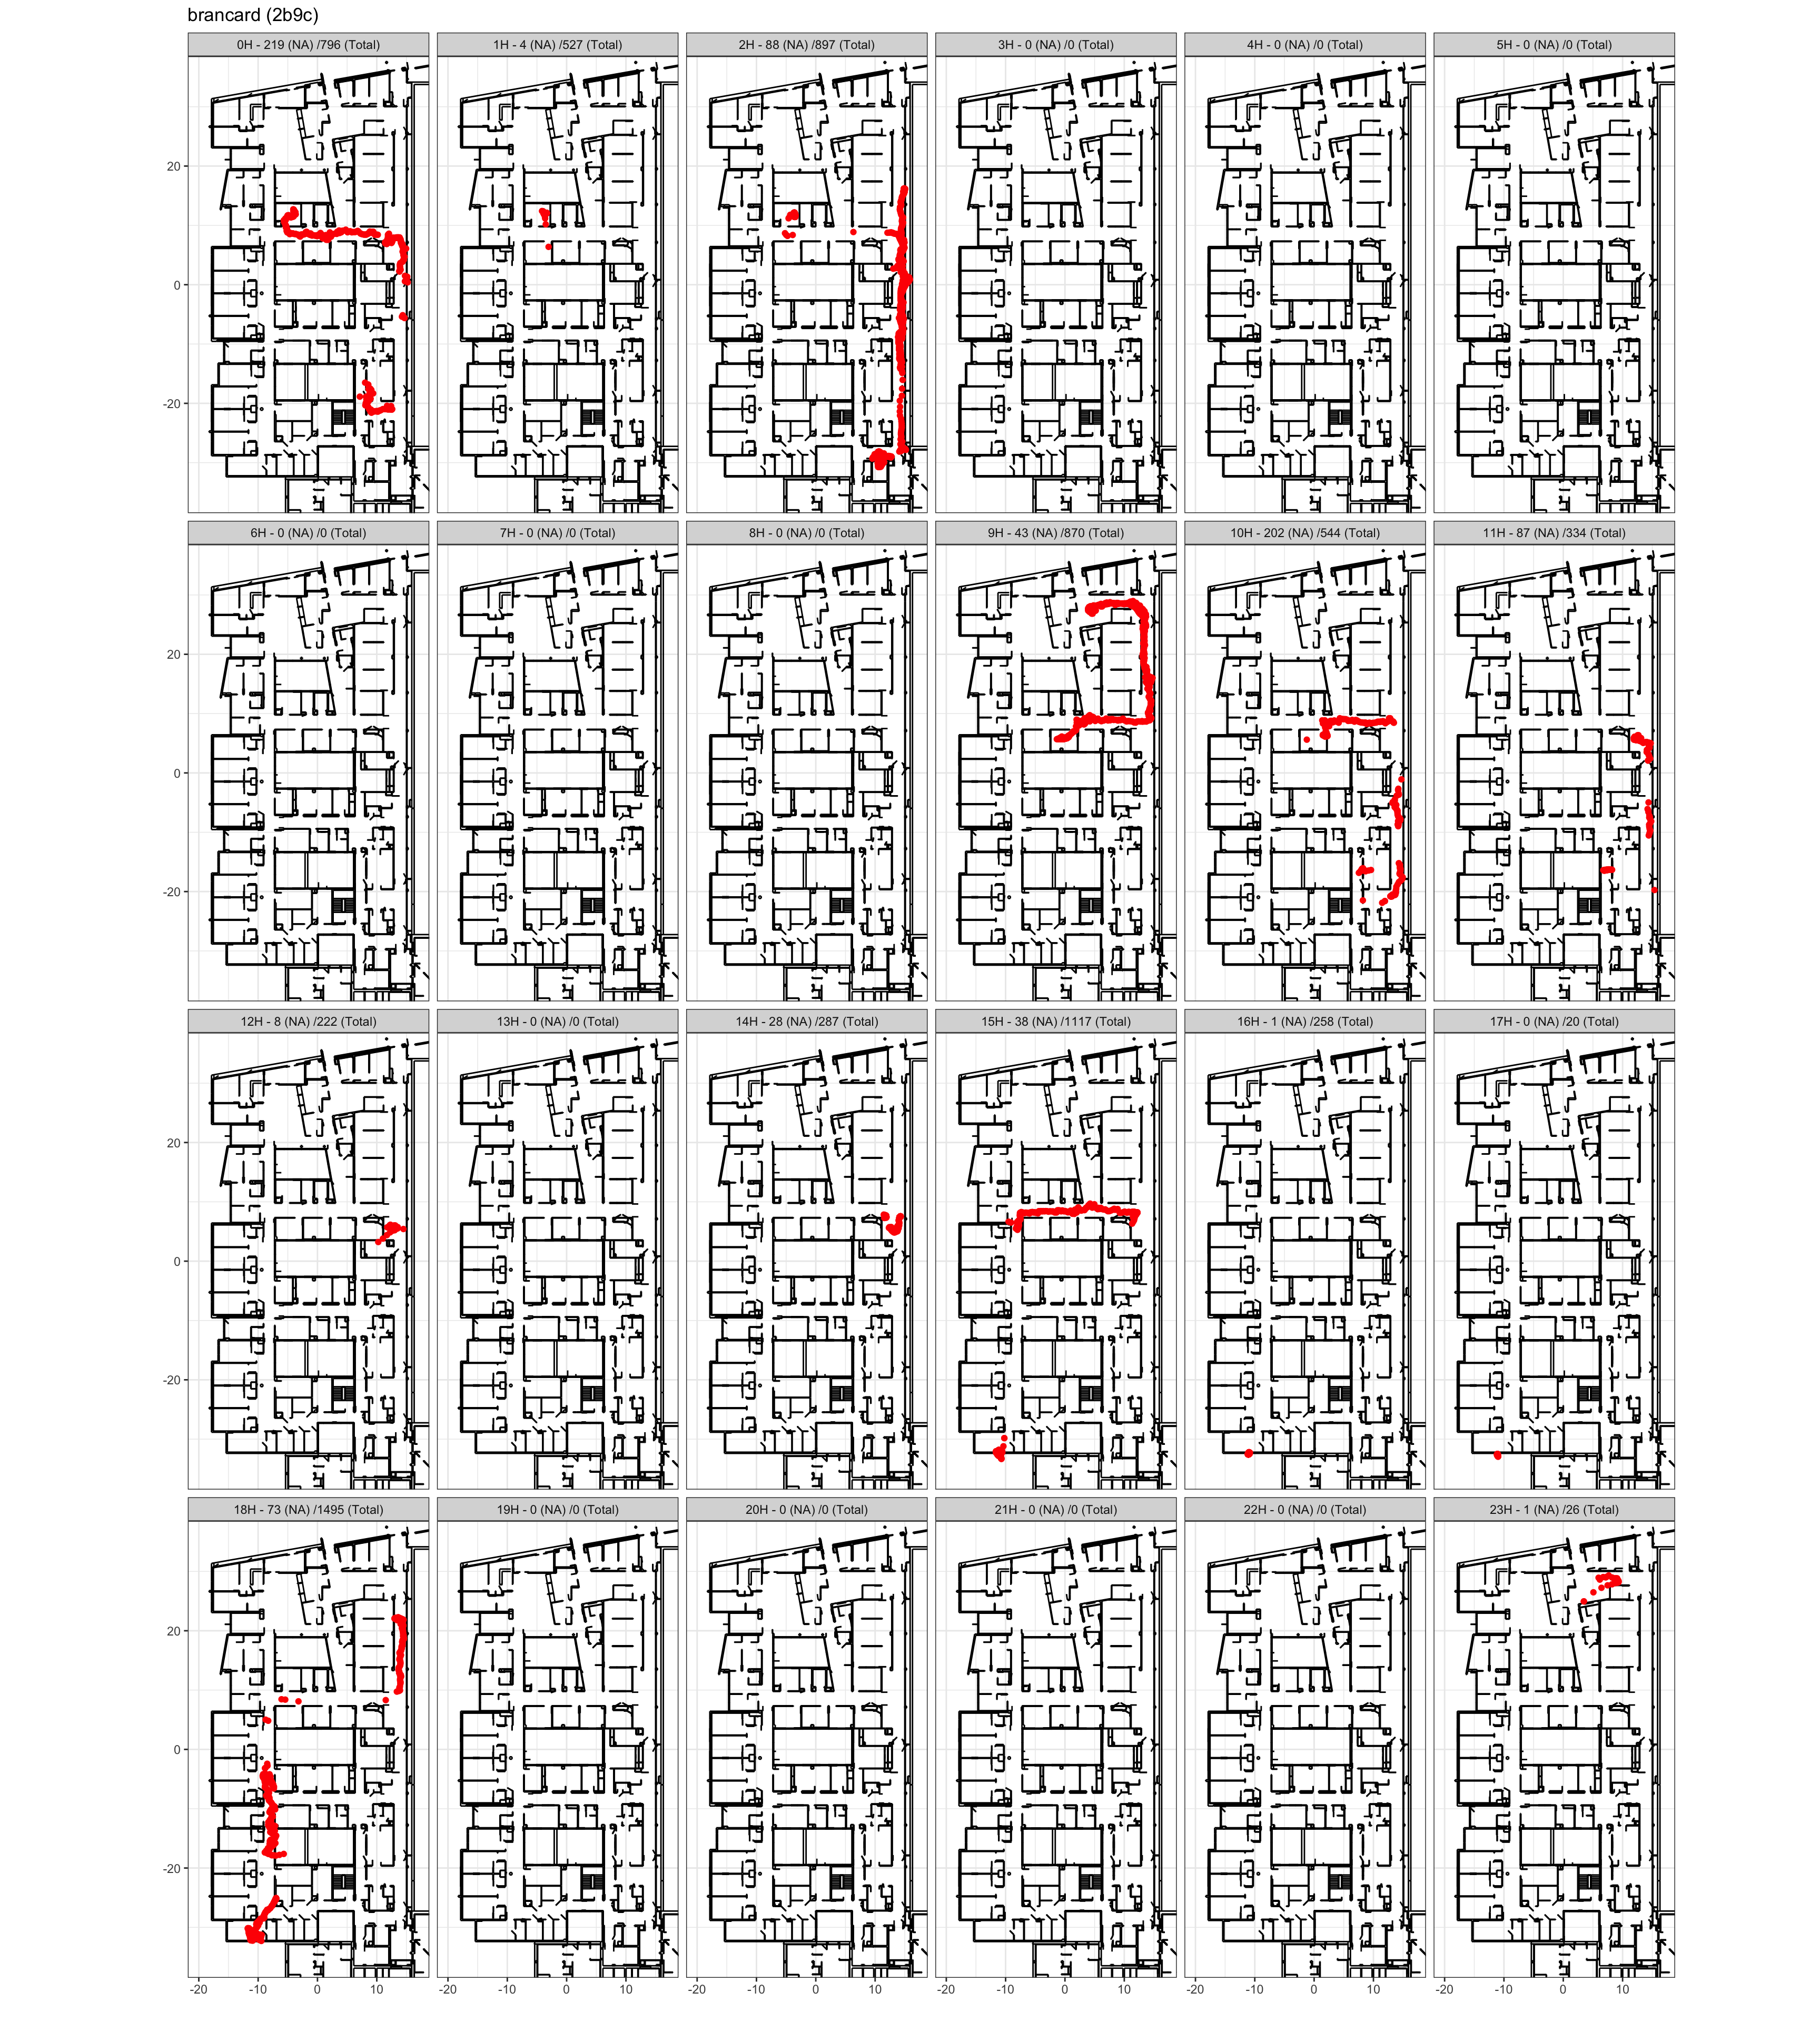 brancard (2b9c)
0H - 219 (NA) /796 (Total) 1H - 4 (NA) /527 (Total) 2H - 88 (NA) /897 (Total) 3H - 0 (NA) /0 (Total) 4H - 0 (NA) /0 (Total) 5H - 0 (NA) /0 (Total)
20
0
-20
6H - 0 (NA) /0 (Total) 7H - 0 (NA) /0 (Total) 8H - 0 (NA) /0 (Total) 9H - 43 (NA) /870 (Total) 10H - 202 (NA) /544 (Total) 11H - 87 (NA) /334 (Total)
20
0
-20
12H - 8 (NA) /222 (Total) 13H - 0 (NA) /0 (Total) 14H - 28 (NA) /287 (Total) 15H - 38 (NA) /1117 (Total) 16H - 1 (NA) /258 (Total) 17H - 0 (NA) /20 (Total)
20
0
-20
18H - 73 (NA) /1495 (Total) 19H - 0 (NA) /0 (Total) 20H - 0 (NA) /0 (Total) 21H - 0 (NA) /0 (Total) 22H - 0 (NA) /0 (Total) 23H - 1 (NA) /26 (Total)
20
0
-20
-20 -10 0 10 -20 -10 0 10 -20 -10 0 10 -20 -10 0 10 -20 -10 0 10 -20 -10 0 10